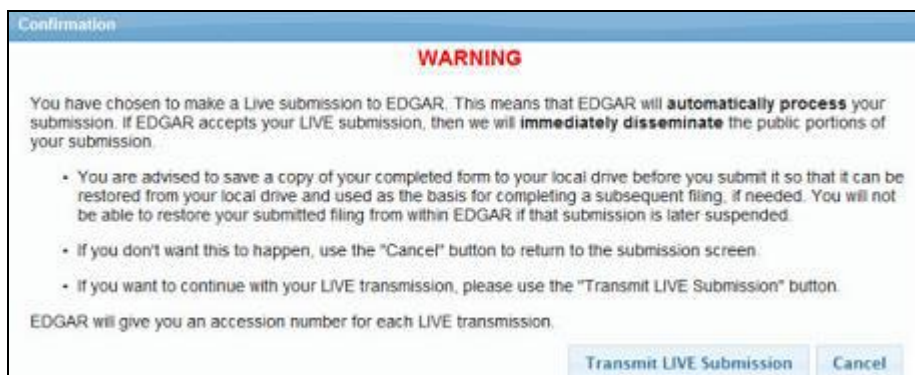 Confirmation
WARNING
You have chosen to make a Live submission to EDGAR. This means that EDGAR will automatically process your
submission. If EDGAR accepts your LIVE submission, then we will immediately disseminate the public portions of
your submission.
• You are advised to save a copy of your completed form to your local drive before you submit it so that it can be
restored from your local drive and used as the basis for completing a subsequent filing, if needed. You will not
be able to restore your submitted filing from within EDGAR if that submission is later suspended.
• If you don't want this to happen, use the "Cancel" button to return to the submission screen.
• If you want to continue with your LIVE transmission, please use the "Transmit LIVE Submission" button.
EDGAR will give you an accession number for each LIVE transmission.
Transmit LIVE Submission Cancel